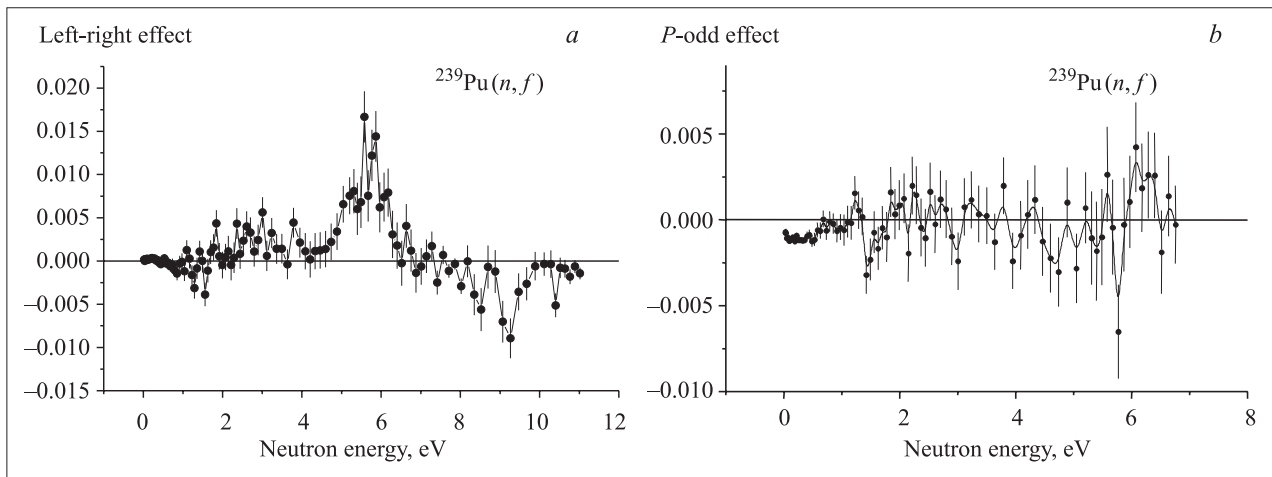 Left-right effect
a
²³⁹Pu(n, f)
0.020
0.015
0.010
0.005
0.000
–0.005
–0.010
–0.015
0 2 4 6 8 10 12
Neutron energy, eV
P-odd effect
b
²³⁹Pu(n, f)
0.005
0.000
–0.005
–0.010
0 2 4 6 8
Neutron energy, eV